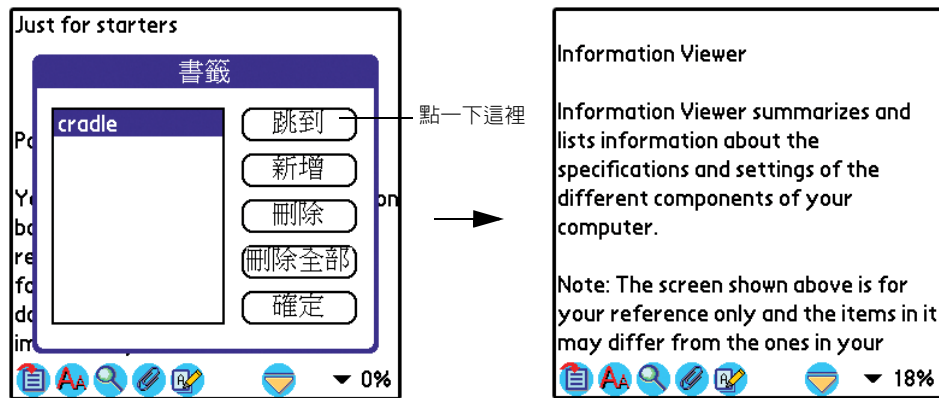 Just for starters
書籤
cradle
跳到
新增
刪除
刪除全部
確定
0%
點一下這裡
Information Viewer
Information Viewer summarizes and
lists information about the
specifications and settings of the
different components of your
computer.
Note: The screen shown above is for
your reference only and the items in it
may differ from the ones in your
18%